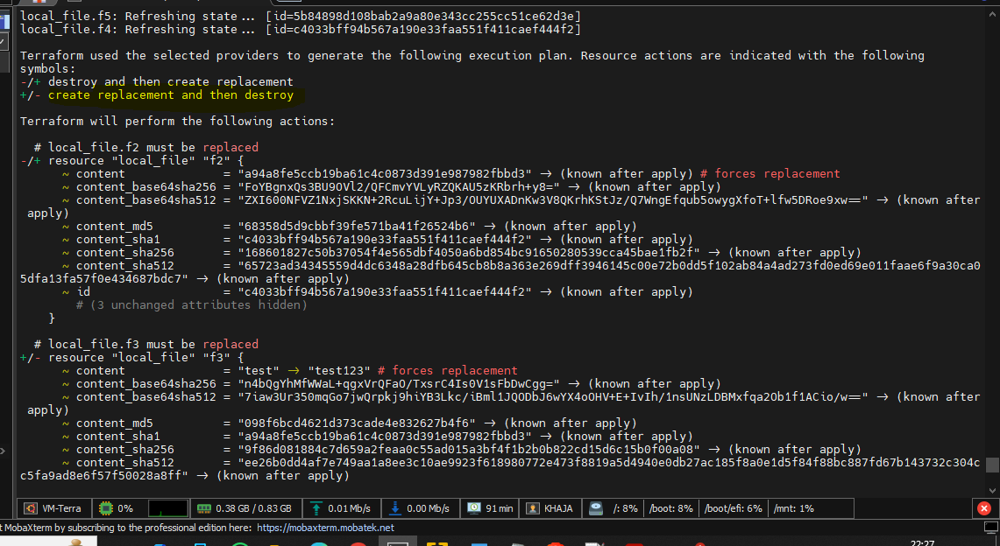 local_file.f5: Refreshing state... [id=5b84898d108bab2a9a80e343cc255cc51ce62d3e]
local_file.f4: Refreshing state... [id=c4033bff94b567a190e33faa551f411caef444f2]
Terraform used the selected providers to generate the following execution plan. Resource actions are indicated with the following
symbols:
-/+ destroy and then create replacement
+/- create replacement and then destroy
Terraform will perform the following actions:
# local_file.f2 must be replaced
-/+ resource "local_file" "f2" {
~ content = "a94a8fe5ccb19ba61c4c0873d391e987982fbbd3" -> (known after apply) # forces replacement
~ content_base64sha256 = "FoYBgnxQs3BU9OVl2/QFCmvYVLyRZQKAU5zKRbrh+y8=" -> (known after apply)
~ content_base64sha512 = "ZXI600NFVZ1NxjSKKN+2RcuLijY+Jp3/OUYUXADnKw3V8QKrhKStJz/Q7WngEfqub5owygXfoT+lfw5DRoe9xw==" -> (known after
apply)
~ content_md5 = "68358d5d9cbbf39fe571ba41f26524b6" -> (known after apply)
~ content_sha1 = "c4033bff94b567a190e33faa551f411caef444f2" -> (known after apply)
~ content_sha256 = "168601827c50b37054f4e565dbf4050a6bd854bc91650280539cca45bae1fb2f" -> (known after apply)
~ content_sha512 = "65723ad34345559d4dc6348a28dfb645cb8b8a363e269dff3946145c00e72b0dd5f102ab84a4ad273fd0ed69e011faae6f9a30ca0
5dfa13fa57f0e434687bdc7" -> (known after apply)
~ id = "c4033bff94b567a190e33faa551f411caef444f2" -> (known after apply)
# (3 unchanged attributes hidden)
}
# local_file.f3 must be replaced
+/- resource "local_file" "f3" {
~ content = "test" -> "test123" # forces replacement
~ content_base64sha256 = "n4bQgYhMfWWaL+qgxVrQFaO/TxsrC4Is0V1sFbDwCgg=" -> (known after apply)
~ content_base64sha512 = "7iaw3Ur350mqGo7jwQrpkj9hiYB3Lkc/iBml1JQODbJ6wYX4oOHV+E+IvIh/1nsUNzLDBMxfqa2Ob1f1ACio/w==" -> (known after
apply)
~ content_md5 = "098f6bcd4621d373cade4e832627b4f6" -> (known after apply)
~ content_sha1 = "a94a8fe5ccb19ba61c4c0873d391e987982fbbd3" -> (known after apply)
~ content_sha256 = "9f86d081884c7d659a2feaa0c55ad015a3bf4f1b2b0b822cd15d6c15b0f00a08" -> (known after apply)
~ content_sha512 = "ee26b0dd4af7e749aa1a8ee3c10ae9923f618980772e473f8819a5d4940e0db27ac185f8a0e1d5f84f88bc887fd67b143732c304c
c5fa9ad8e6f57f50028a8ff" -> (known after apply)
VM-Terra 0% 0.38 GB / 0.83 GB 0.01 Mb/s 0.00 Mb/s 91 min KHAJA /: 8% /boot: 8% /boot/efi: 6% /mnt: 1%
t MobaXterm by subscribing to the professional edition here: https://mobaxterm.mobatek.net
22:27